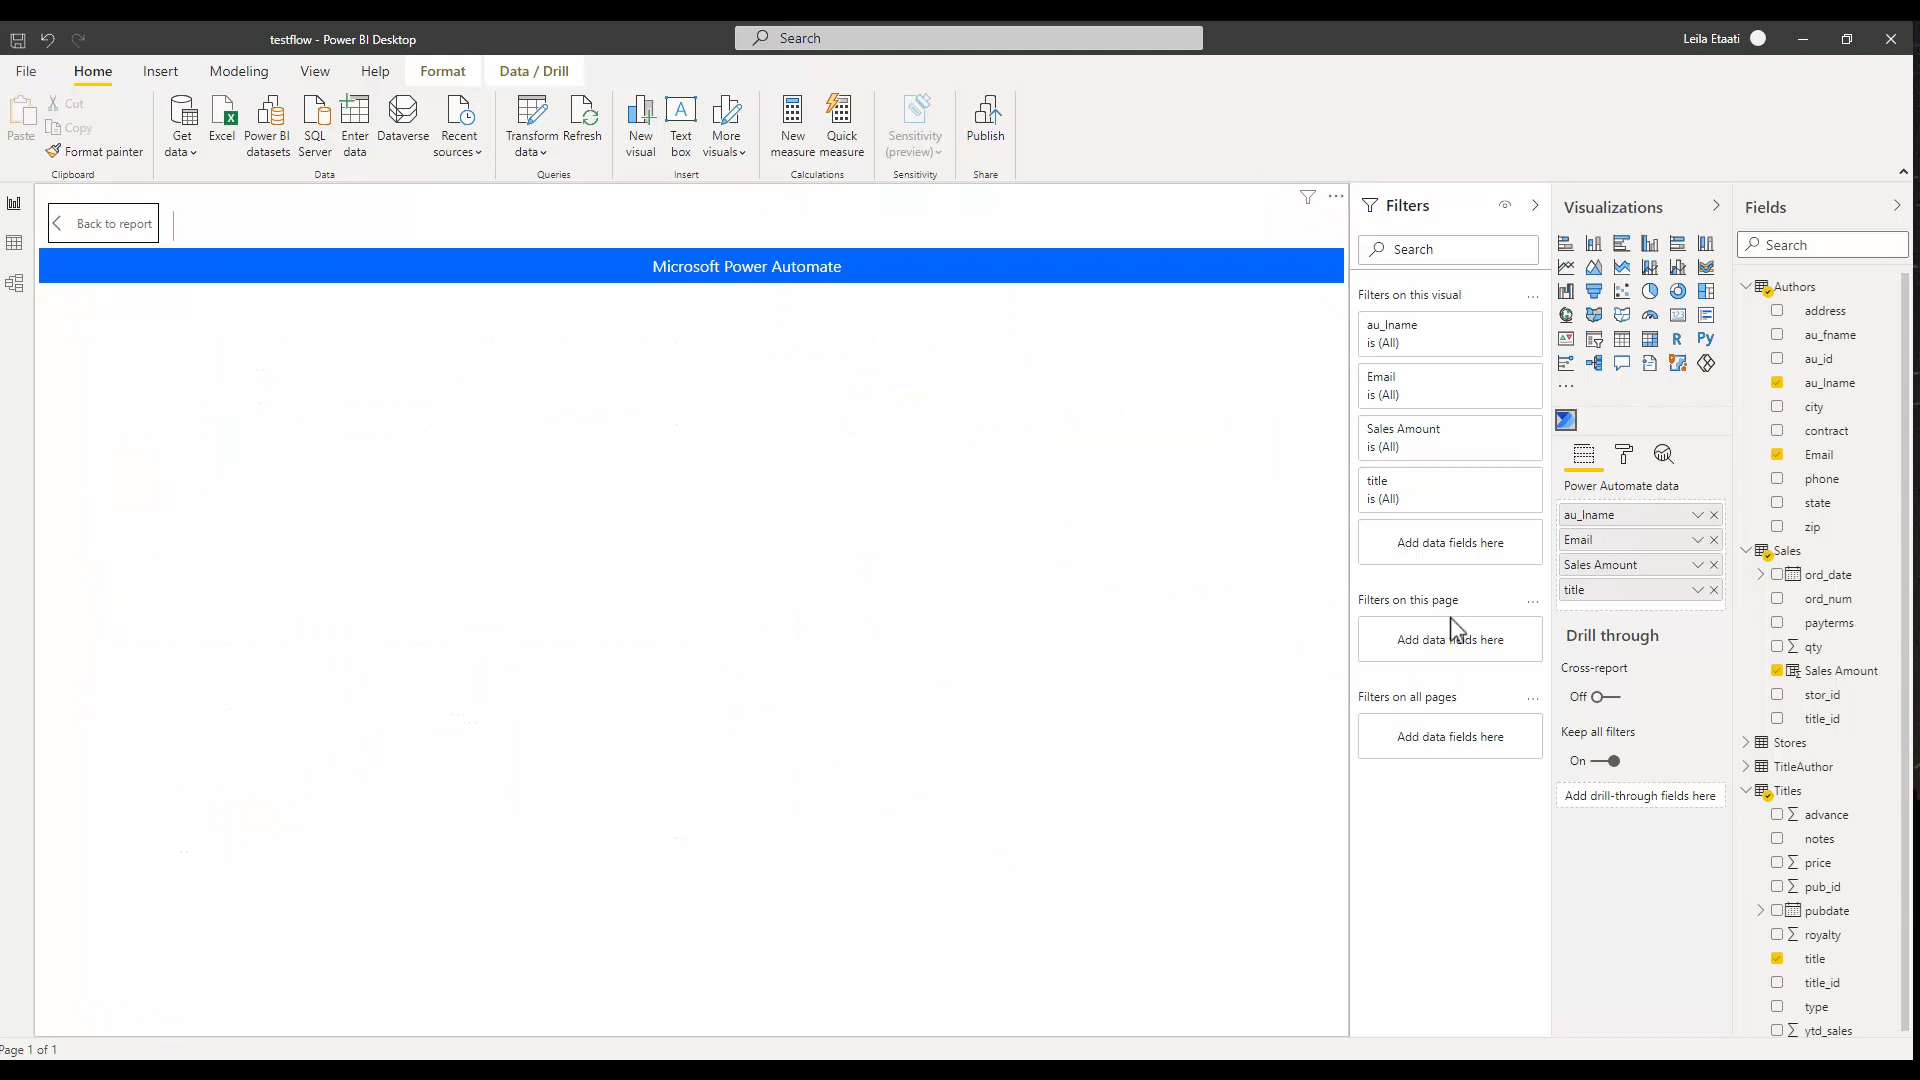 testflow - Power BI Desktop
Search
Leila Etaati
File
Home
Insert
Modeling
View
Help
Format
Data / Drill
Paste
Cut
Copy
Format painter
Clipboard
Get data
Excel
Power BI datasets
SQL Server
Enter data
Dataverse
Recent sources
Data
Transform data
Refresh
Queries
New visual
Text box
More visuals
Insert
New measure
Quick measure
Calculations
Sensitivity (preview)
Sensitivity
Publish
Share
Back to report
Microsoft Power Automate
Filters
Search
Filters on this visual
au_lname
is (All)
Email
is (All)
Sales Amount
is (All)
title
is (All)
Add data fields here
Filters on this page
Add data fields here
Filters on all pages
Add data fields here
Visualizations
R
Py
123
Power Automate data
au_lname
Email
Sales Amount
title
Drill through
Cross-report
Off
Keep all filters
On
Add drill-through fields here
Fields
Search
Authors
address
au_fname
au_id
au_lname
city
contract
Email
phone
state
zip
Sales
ord_date
ord_num
payterms
qty
Sales Amount
stor_id
title_id
Stores
TitleAuthor
Titles
advance
notes
price
pub_id
pubdate
royalty
title
title_id
type
ytd_sales
Page 1 of 1